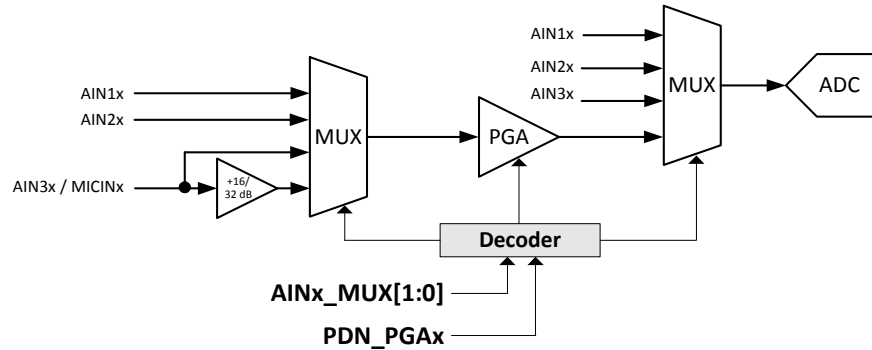 AIN1x
AIN2x
AIN3x / MICINx
+16/
32 dB
MUX
PGA
AIN1x
AIN2x
AIN3x
MUX
ADC
Decoder
AINx_MUX[1:0]
PDN_PGAx